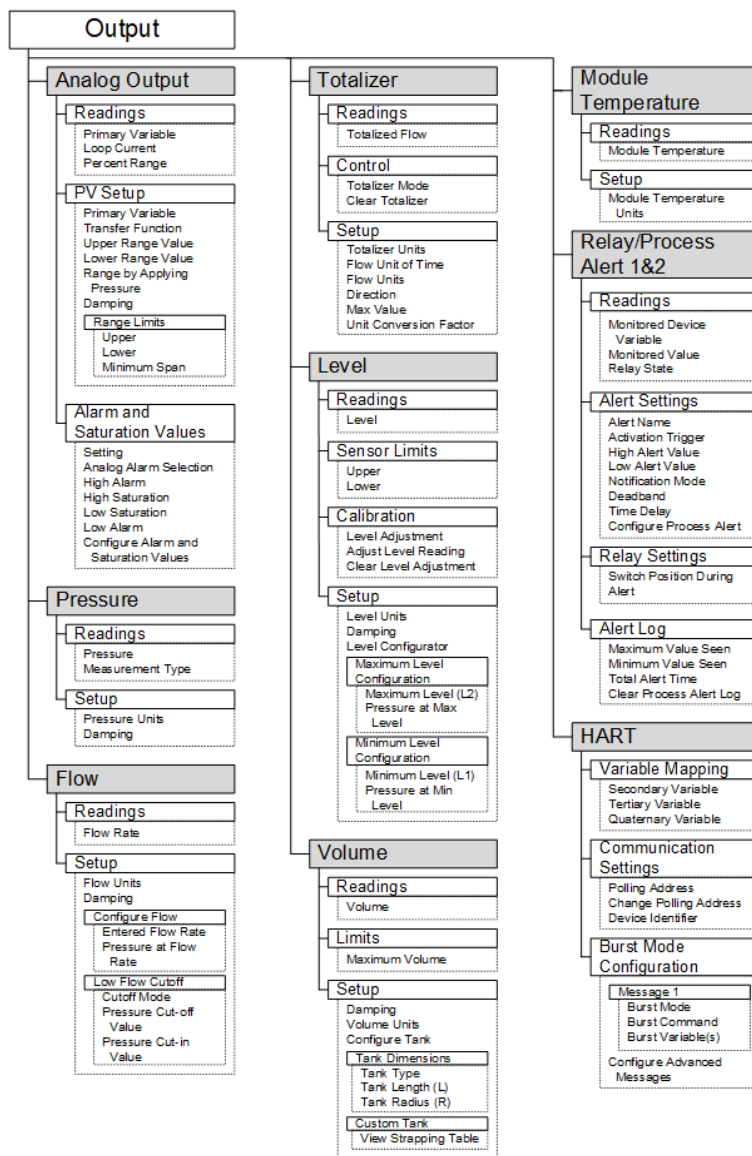 Output
Analog Output
Readings
Primary Variable
Loop Current
Percent Range
PV Setup
Primary Variable
Transfer Function
Upper Range Value
Lower Range Value
Range by Applying
Pressure
Damping
Range Limits
Upper
Lower
Minimum Span
Alarm and
Saturation Values
Setting
Analog Alarm Selection
High Alarm
High Saturation
Low Saturation
Low Alarm
Configure Alarm and
Saturation Values
Pressure
Readings
Pressure
Measurement Type
Setup
Pressure Units
Damping
Flow
Readings
Flow Rate
Setup
Flow Units
Damping
Configure Flow
Entered Flow Rate
Pressure at Flow
Rate
Low Flow Cutoff
Cutoff Mode
Pressure Cut-off
Value
Pressure Cut-in
Value
Totalizer
Readings
Totalized Flow
Control
Totalizer Mode
Clear Totalizer
Setup
Totalizer Units
Flow Unit of Time
Flow Units
Direction
Max Value
Unit Conversion Factor
Level
Readings
Level
Sensor Limits
Upper
Lower
Calibration
Level Adjustment
Adjust Level Reading
Clear Level Adjustment
Setup
Level Units
Damping
Level Configurator
Maximum Level
Configuration
Maximum Level (L2)
Pressure at Max
Level
Minimum Level
Configuration
Minimum Level (L1)
Pressure at Min
Level
Volume
Readings
Volume
Limits
Maximum Volume
Setup
Damping
Volume Units
Configure Tank
Tank Dimensions
Tank Type
Tank Length (L)
Tank Radius (R)
Custom Tank
View Strapping Table
Module
Temperature
Readings
Module Temperature
Setup
Module Temperature
Units
Relay/Process
Alert 1&2
Readings
Monitored Device
Variable
Monitored Value
Relay State
Alert Settings
Alert Name
Activation Trigger
High Alert Value
Low Alert Value
Notification Mode
Deadband
Time Delay
Configure Process Alert
Relay Settings
Switch Position During
Alert
Alert Log
Maximum Value Seen
Minimum Value Seen
Total Alert Time
Clear Process Alert Log
HART
Variable Mapping
Secondary Variable
Tertiary Variable
Quaternary Variable
Communication
Settings
Polling Address
Change Polling Address
Device Identifier
Burst Mode
Configuration
Message 1
Burst Mode
Burst Command
Burst Variable(s)
Configure Advanced
Messages